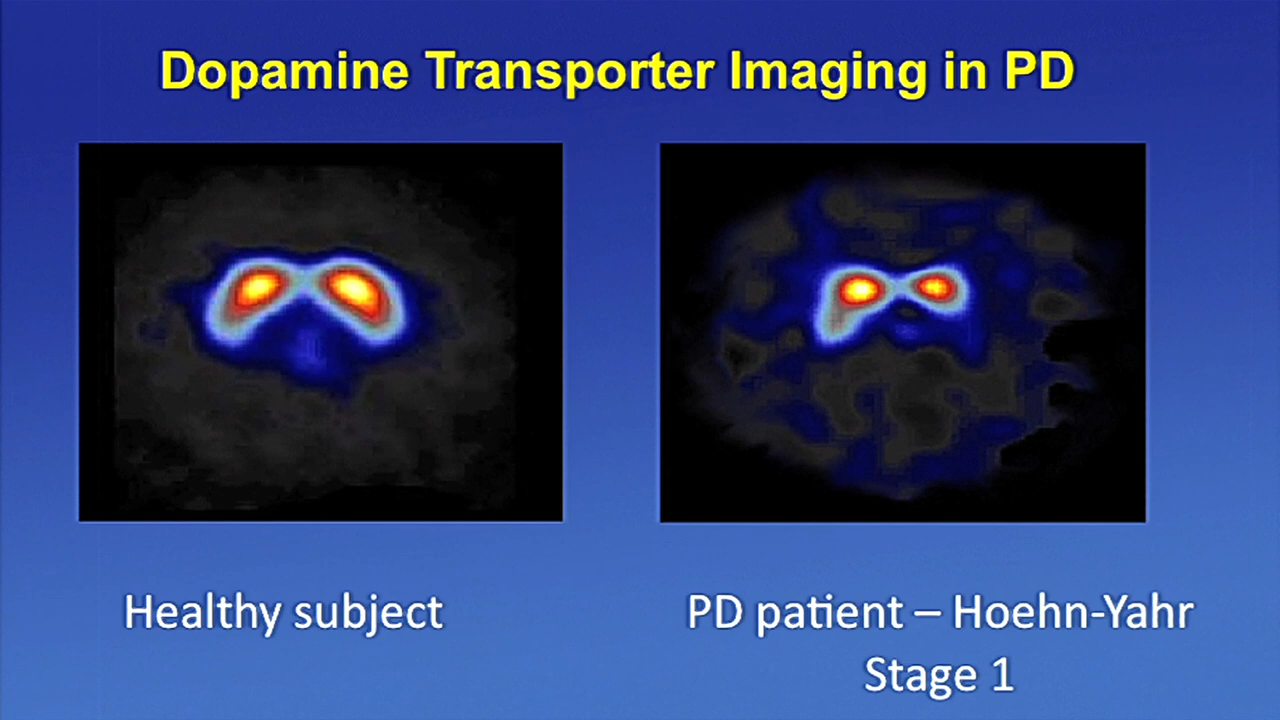 Dopamine Transporter Imaging in PD
Healthy subject
PD patient – Hoehn-Yahr
Stage 1